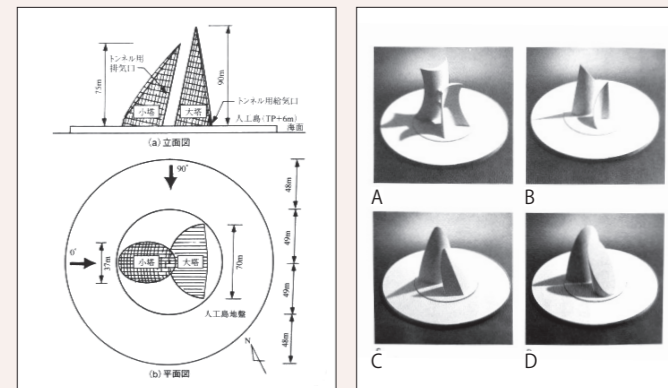 75m
トンネル用
排気口
90m
トンネル用給気口
小塔
大塔
人工島(TP+6m)
海面
(a)立面図
90°
0°
37m
小塔
大塔
70m
48m
49m
49m
48m
人工島地盤
N
(b)平面図
A
B
C
D